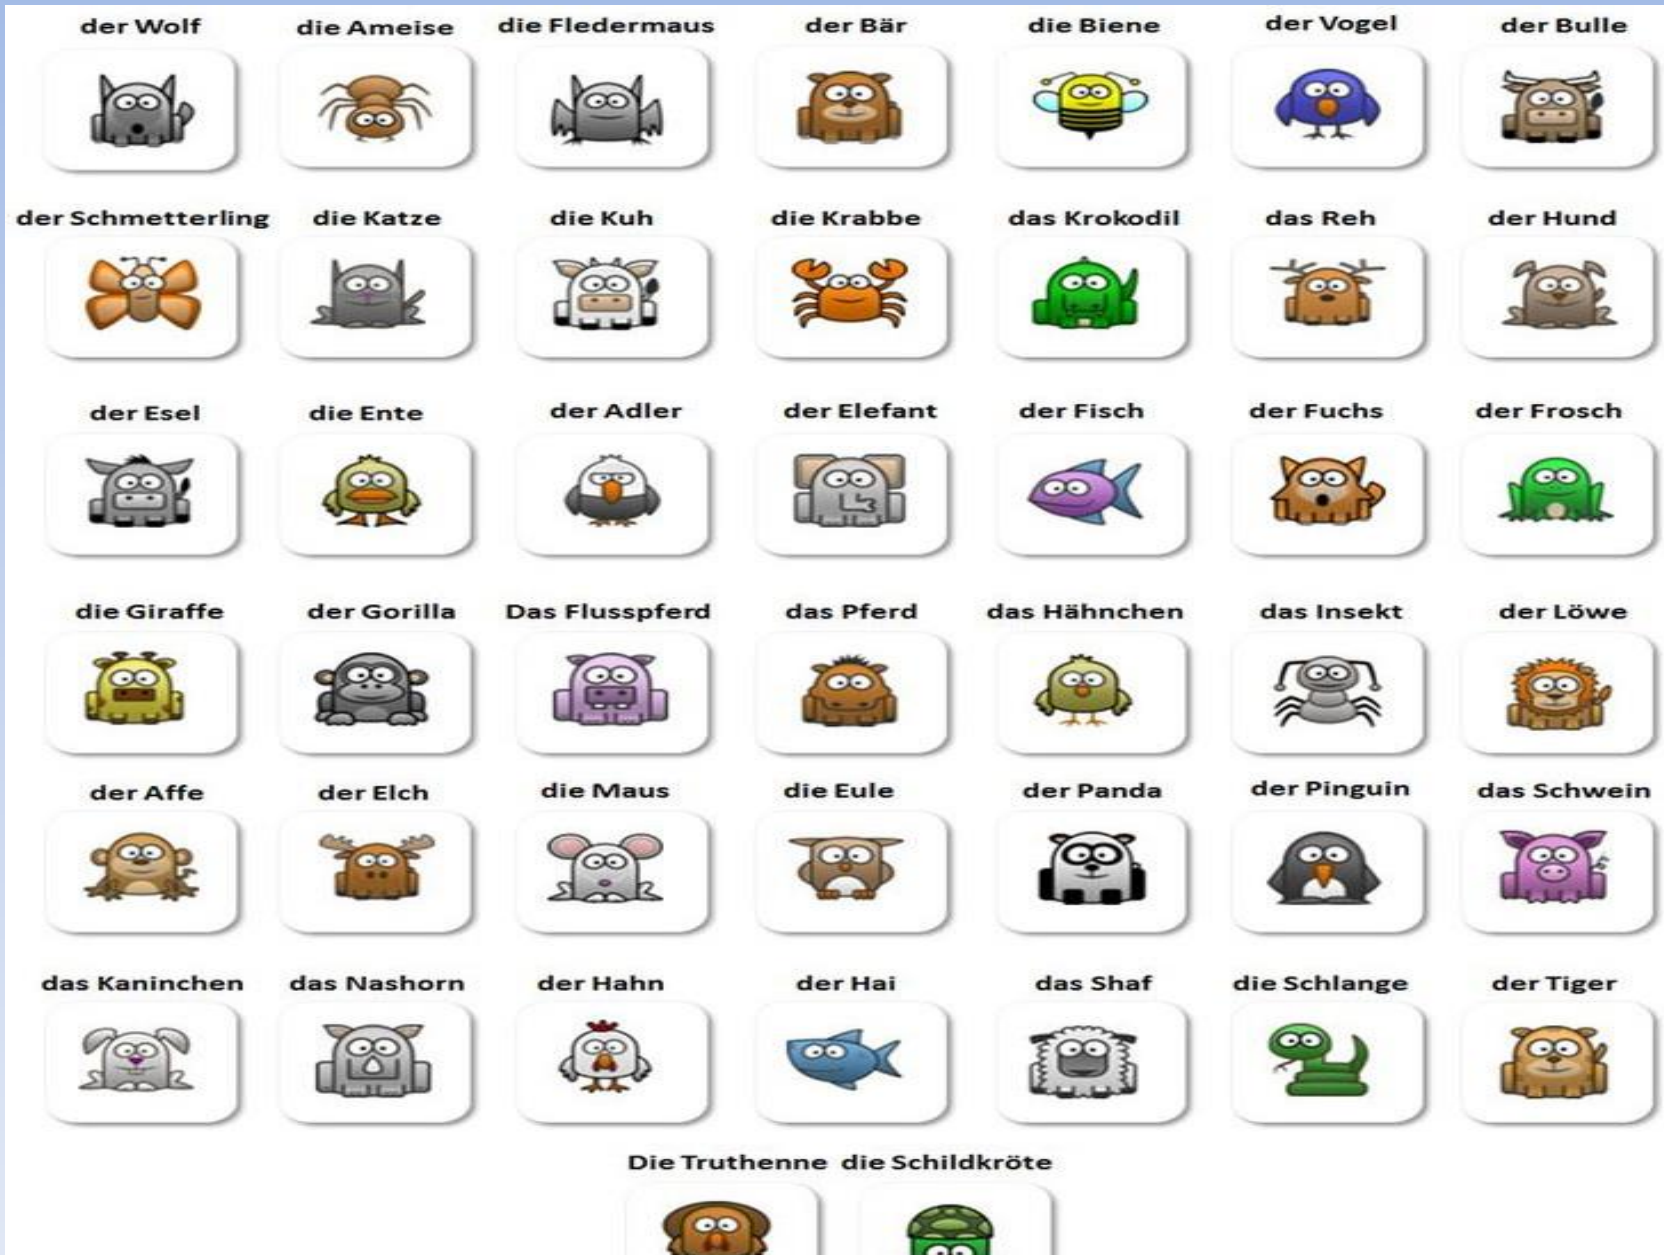 der Wolf die Ameise die Fledermaus der Bär die Biene der Vogel der Bulle
der Schmetterling die Katze die Kuh die Krabbe das Krokodil das Reh der Hund
der Esel die Ente der Adler der Elefant der Fisch der Fuchs der Frosch
die Giraffe der Gorilla Das Flusspferd das Pferd das Hähnchen das Insekt der Löwe
der Affe der Elch die Maus die Eule der Panda der Pinguin das Schwein
das Kaninchen das Nashorn der Hahn der Hai das Shaf die Schlange der Tiger
Die Truthenne die Schildkröte